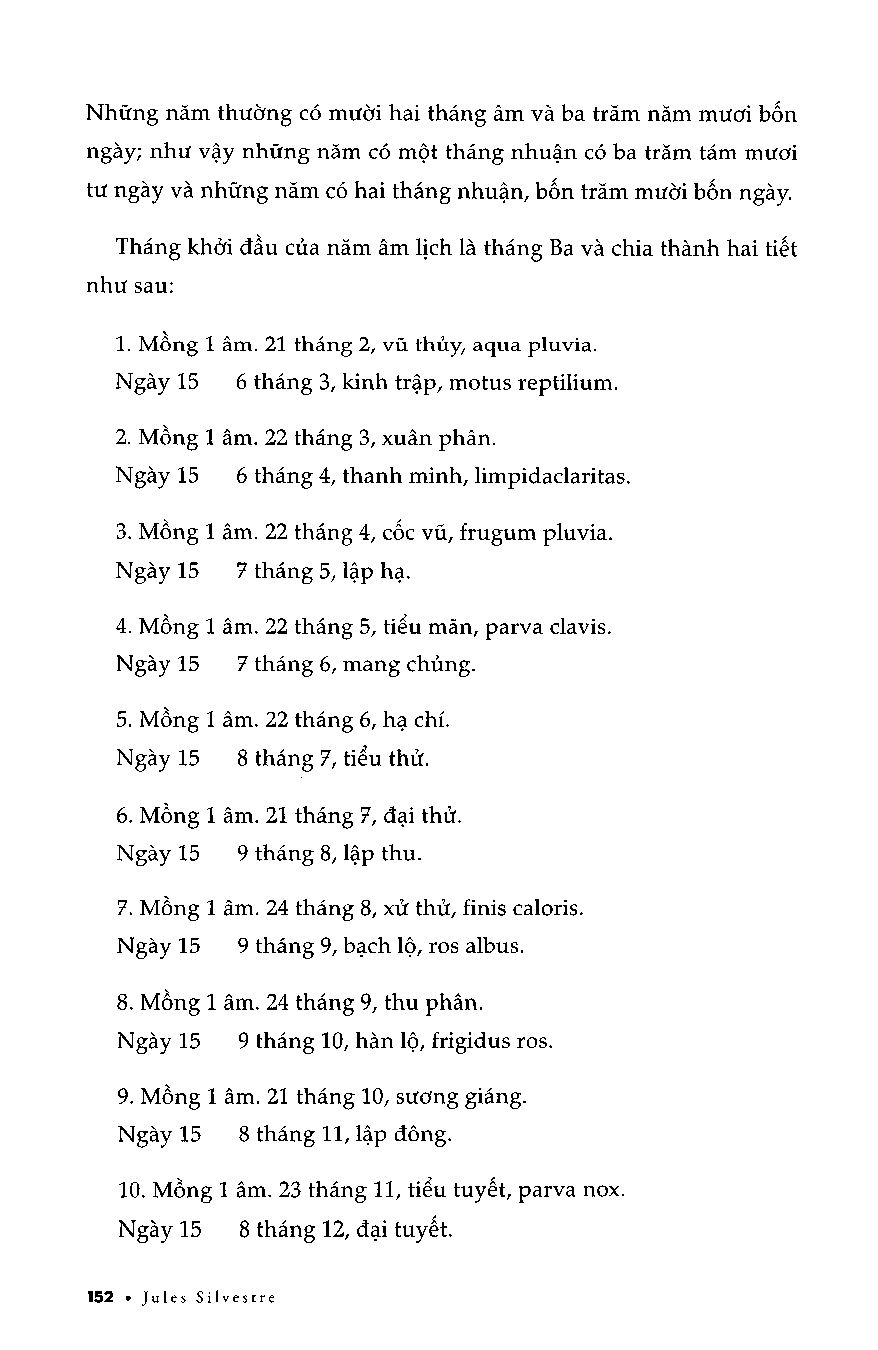 Những năm thường có mười hai tháng âm và ba trăm năm mươi bốn
ngày; như vậy những năm có một tháng nhuận có ba trăm tám mươi
tư ngày và những năm có hai tháng nhuận, bốn trăm mười bốn ngày.
Tháng khởi đầu của năm âm lịch là tháng Ba và chia thành hai tiết
như sau:
1. Mồng 1 âm. 21 tháng 2, vũ thủy, aqua pluvia.
Ngày 15 6 tháng 3, kinh trập, motus reptilium.
2. Mồng 1 âm. 22 tháng 3, xuân phân.
Ngày 15 6 tháng 4, thanh minh, limpidaclaritas.
3. Mồng 1 âm. 22 tháng 4, cốc vũ, frugum pluvia.
Ngày 15 7 tháng 5, lập hạ.
4. Mồng 1 âm. 22 tháng 5, tiểu mãn, parva clavis.
Ngày 15 7 tháng 6, mang chủng.
5. Mồng 1 âm. 22 tháng 6, hạ chí.
Ngày 15 8 tháng 7, tiểu thử.
6. Mồng 1 âm. 21 tháng 7, đại thử.
Ngày 15 9 tháng 8, lập thu.
7. Mồng 1 âm. 24 tháng 8, xử thử, finis caloris.
Ngày 15 9 tháng 9, bạch lộ, ros albus.
8. Mồng 1 âm. 24 tháng 9, thu phân.
Ngày 15 9 tháng 10, hàn lộ, frigidus ros.
9. Mồng 1 âm. 21 tháng 10, sương giáng.
Ngày 15 8 tháng 11, lập đông.
10. Mồng 1 âm. 23 tháng 11, tiểu tuyết, parva nox.
Ngày 15 8 tháng 12, đại tuyết.
152 • Jules Silvestre